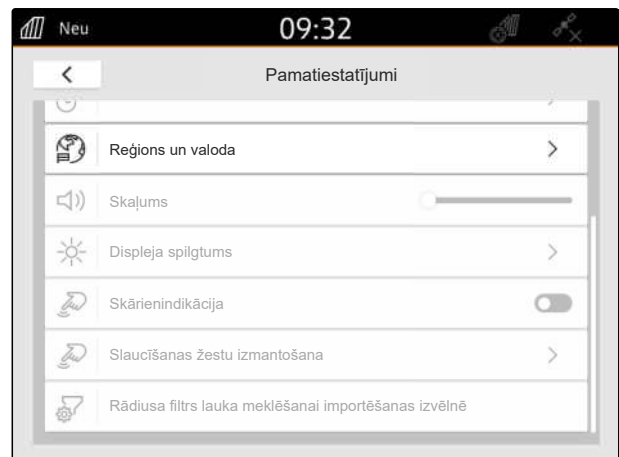 Neu 09:32
Pamatiestatījumi
Reģions un valoda
Skaļums
Displeja spilgtums
Skārienindikācija
Slaucīšanas žestu izmantošana
Rādiusa filtrs lauka meklēšanai importēšanas izvēlnē